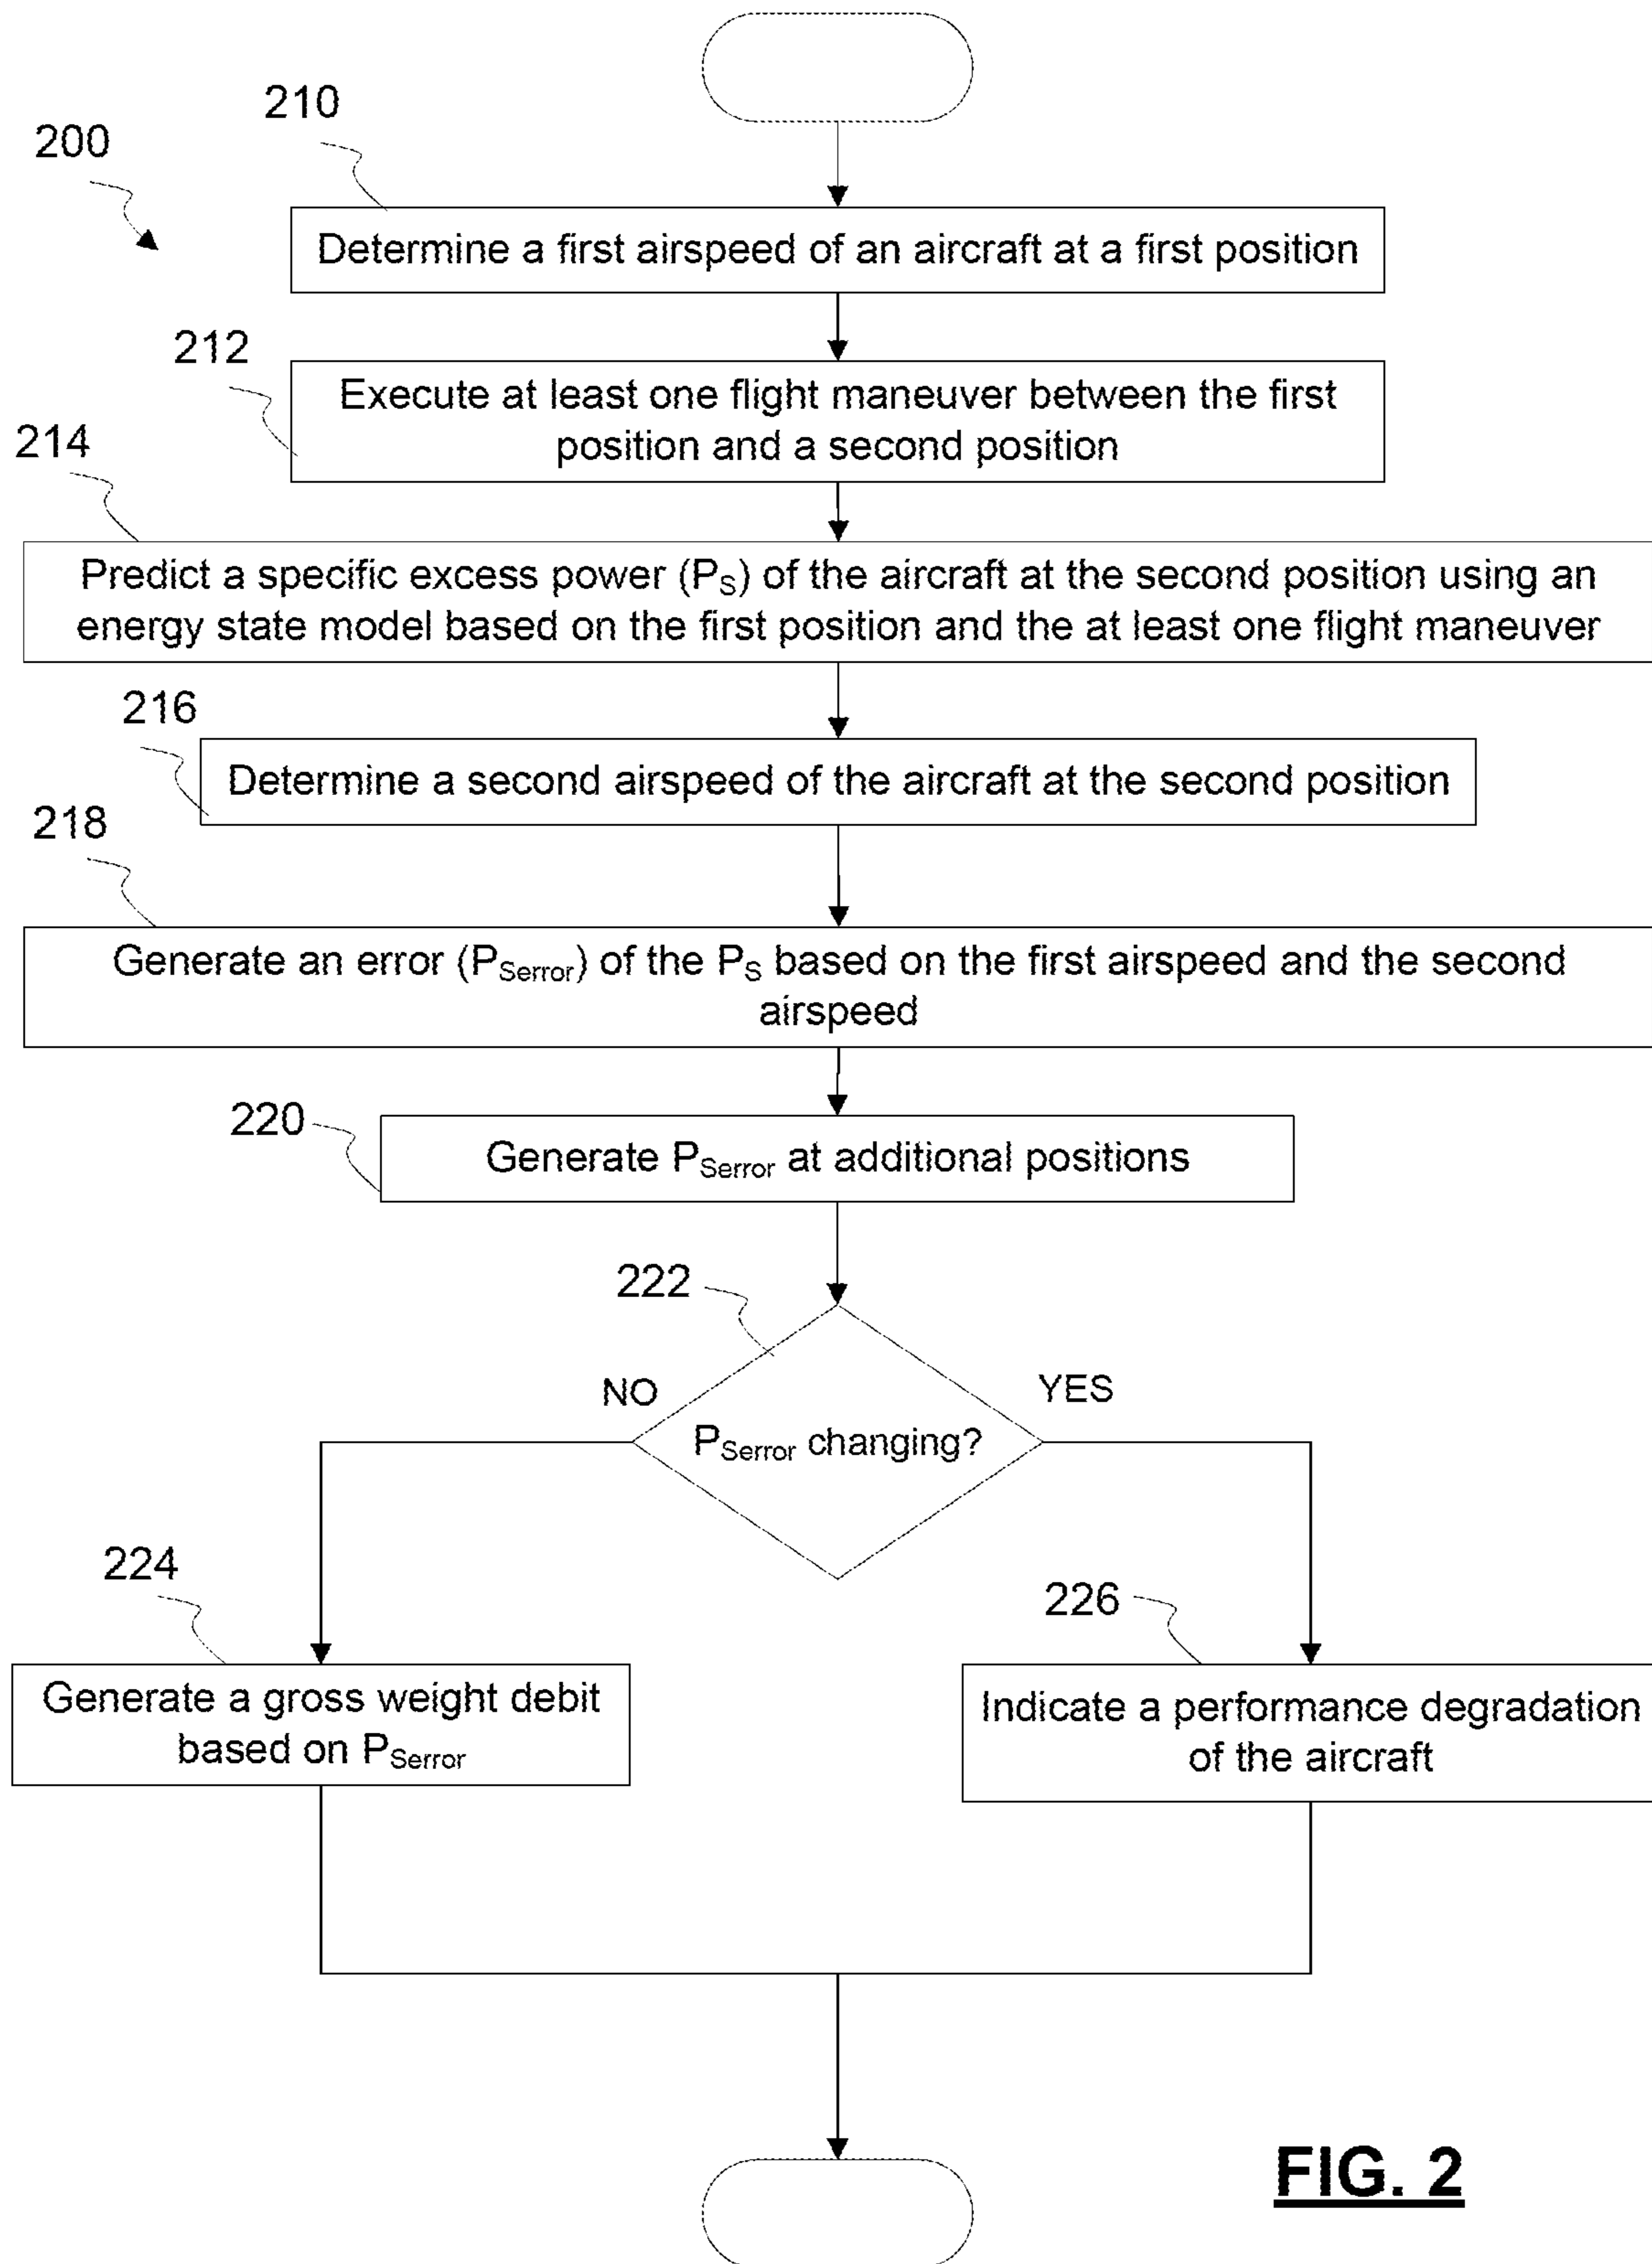 210
200
Determine a first airspeed of an aircraft at a first position
212
Execute at least one flight maneuver between the first
position and a second position
214
Predict a specific excess power (PS) of the aircraft at the second position using an
energy state model based on the first position and the at least one flight maneuver
216
Determine a second airspeed of the aircraft at the second position
218
Generate an error (PSerror) of the PS based on the first airspeed and the second
airspeed
220
Generate PSerror at additional positions
222
NO
YES
PSerror changing?
224
226
Generate a gross weight debit
based on PSerror
Indicate a performance degradation
of the aircraft
FIG. 2